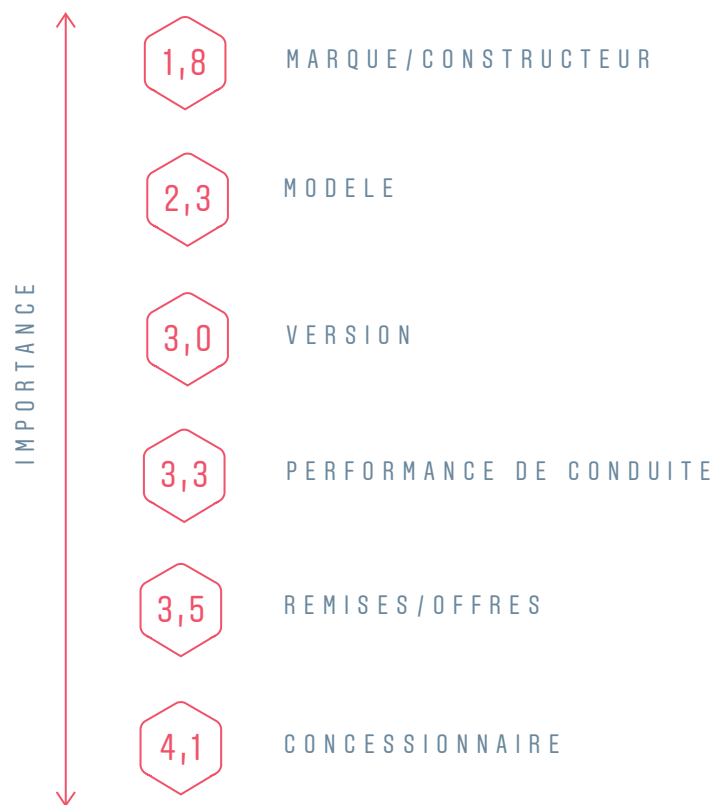 1,8 MARQUE/CONSTRUCTEUR
2,3 MODELE
3,0 VERSION
3,3 PERFORMANCE DE CONDUITE
3,5 REMISES/OFFRES
4,1 CONCESSIONNAIRE
IMPORTANCE